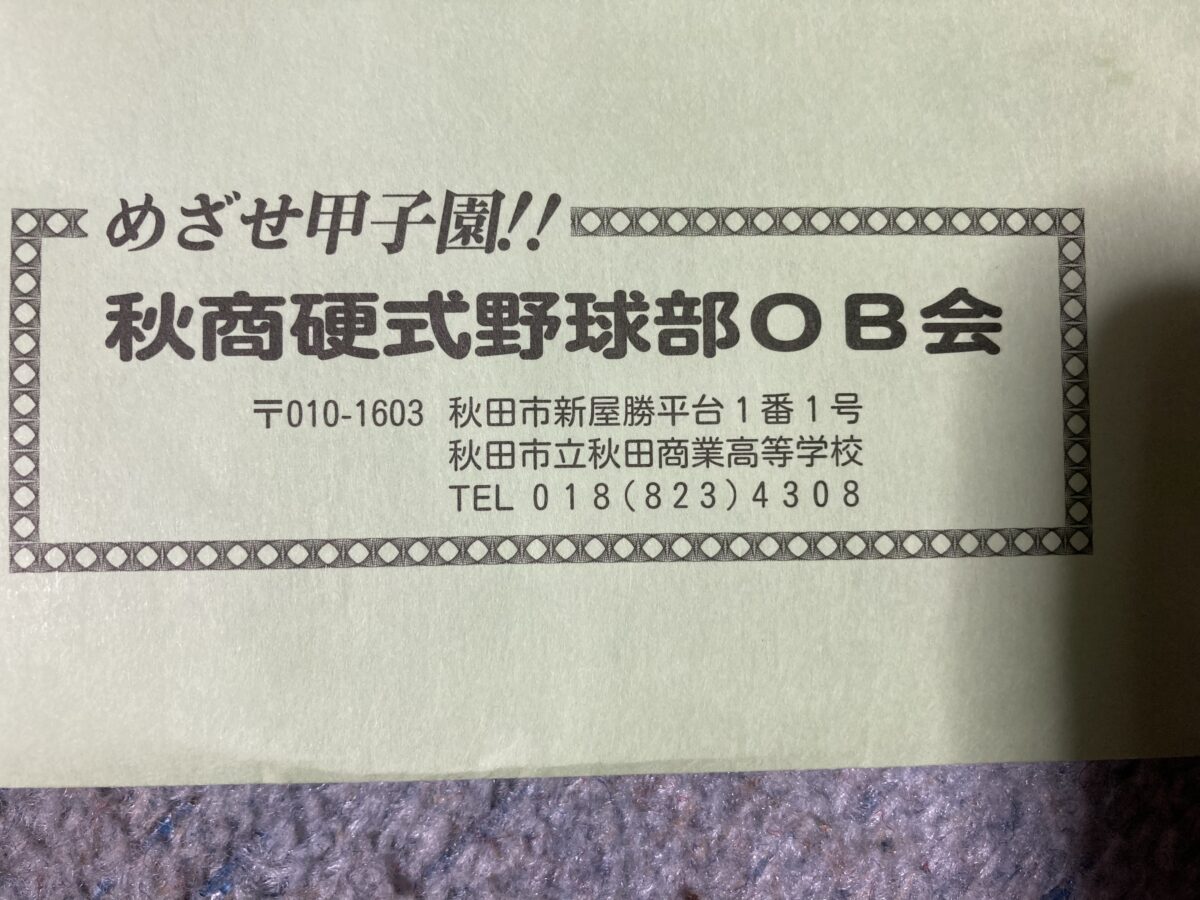 めざせ甲子園!!
秋商硬式野球部OB会
〒010-1603 秋田市新屋勝平台1番1号
秋田市立秋田商業高等学校
TEL 018(823)4308